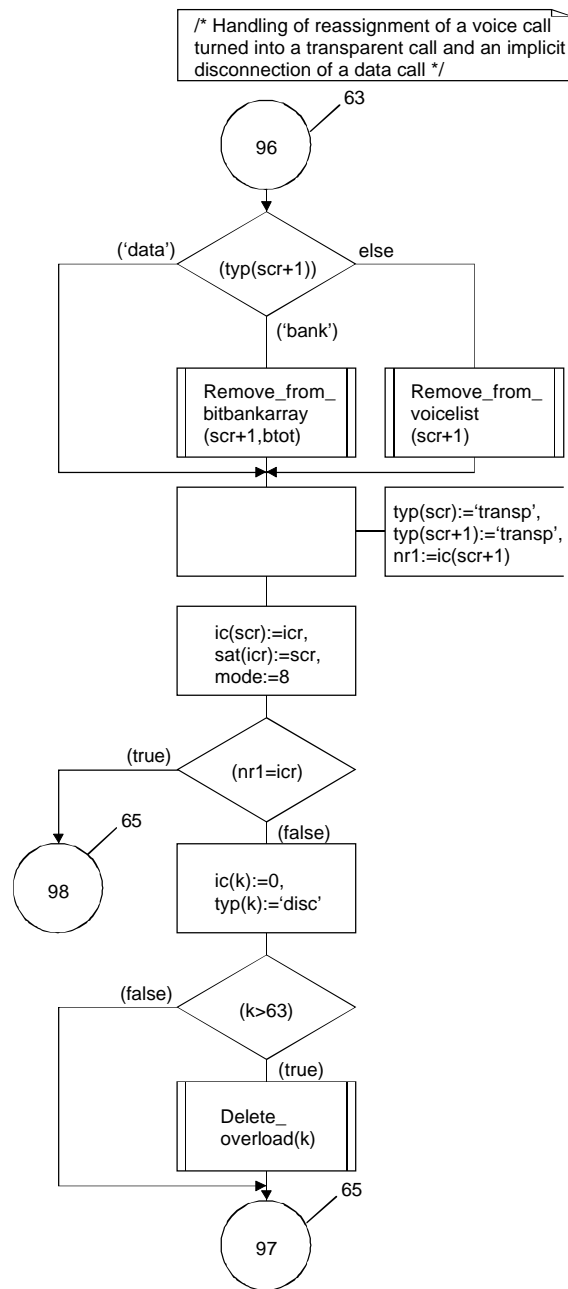 /* Handling of reassignment of a voice call
turned into a transparent call and an implicit
disconnection of a data call */
63
96
(‘data’)
(typ(scr+1))
else
(‘bank’)
Remove_from_
bitbankarray
(scr+1,btot)
Remove_from_
voicelist
(scr+1)
typ(scr):=‘transp’,
typ(scr+1):=‘transp’,
nr1:=ic(scr+1)
ic(scr):=icr,
sat(icr):=scr,
mode:=8
(true)
(nr1=icr)
(false)
65
98
ic(k):=0,
typ(k):=‘disc’
(false)
(k>63)
(true)
Delete_
overload(k)
65
97